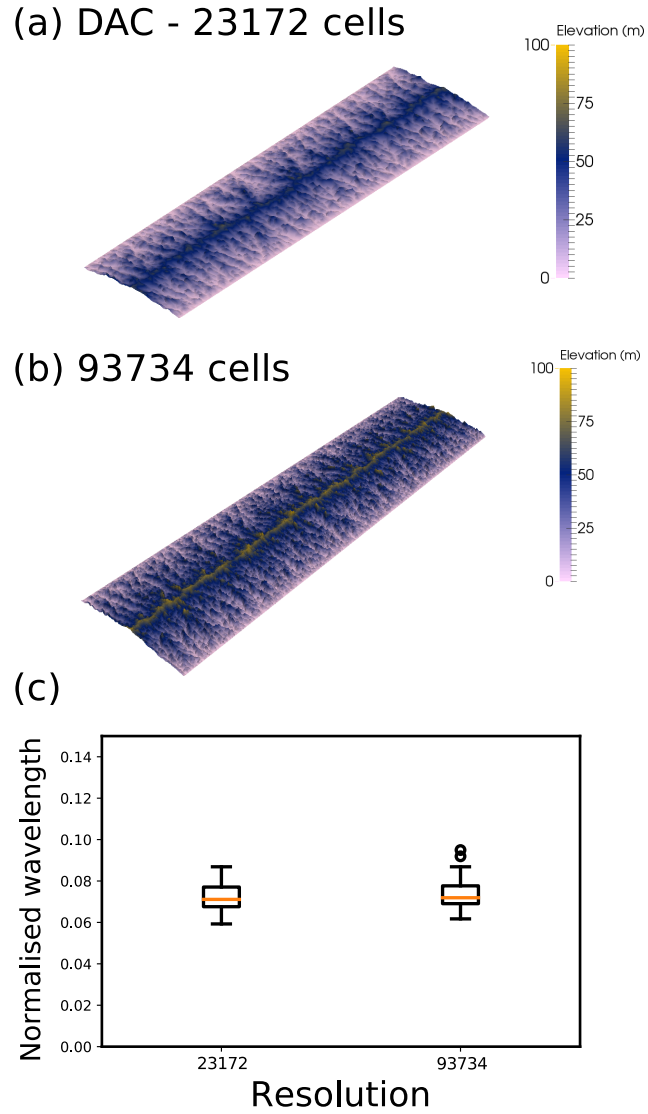 (a) DAC - 23172 cells
Elevation (m)
100
75
50
25
0
(b) 93734 cells
Elevation (m)
100
75
50
25
0
(c)
Normalised wavelength
0.14
0.12
0.10
0.08
0.06
0.04
0.02
0.00
23172 93734
Resolution